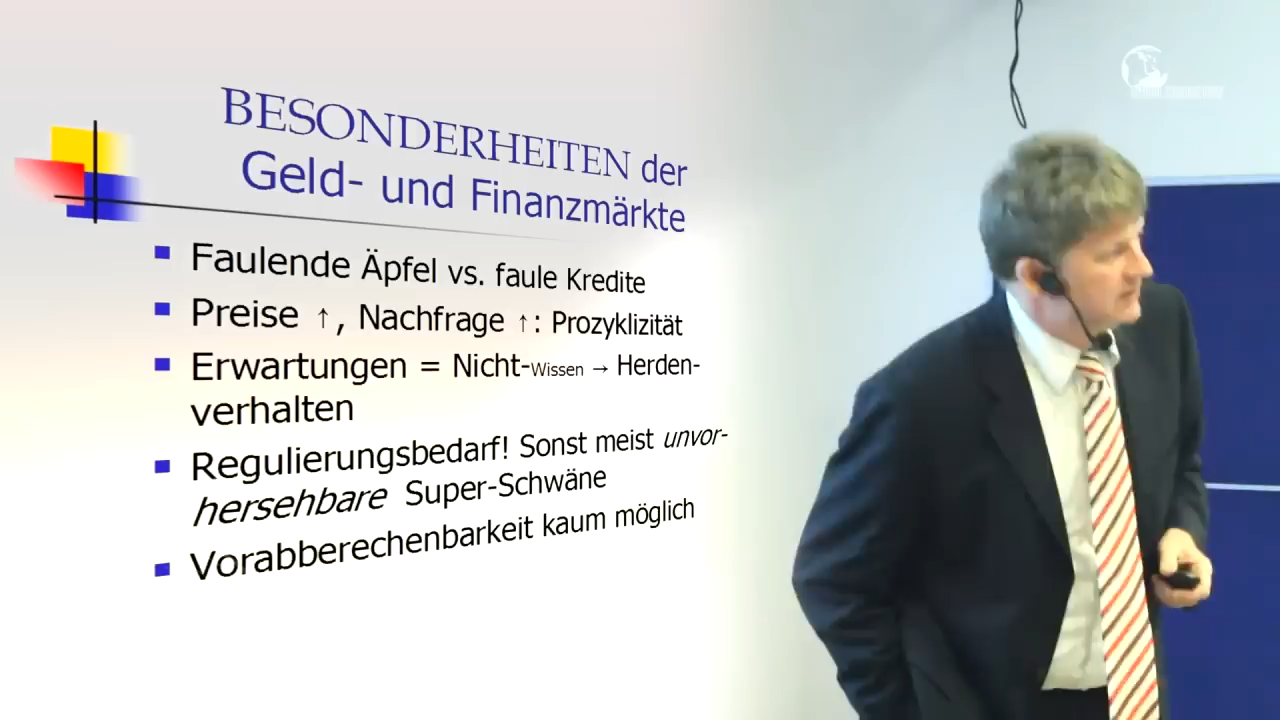 BESONDERHEITEN der
Geld- und Finanzmärkte
Faulende Äpfel vs. faule Kredite
Preise ↑, Nachfrage ↑: Prozyklizität
Erwartungen = Nicht-Wissen → Herden-
verhalten
Regulierungsbedarf! Sonst meist unvor-
hersehbare Super-Schwäne
Vorabberechenbarkeit kaum möglich